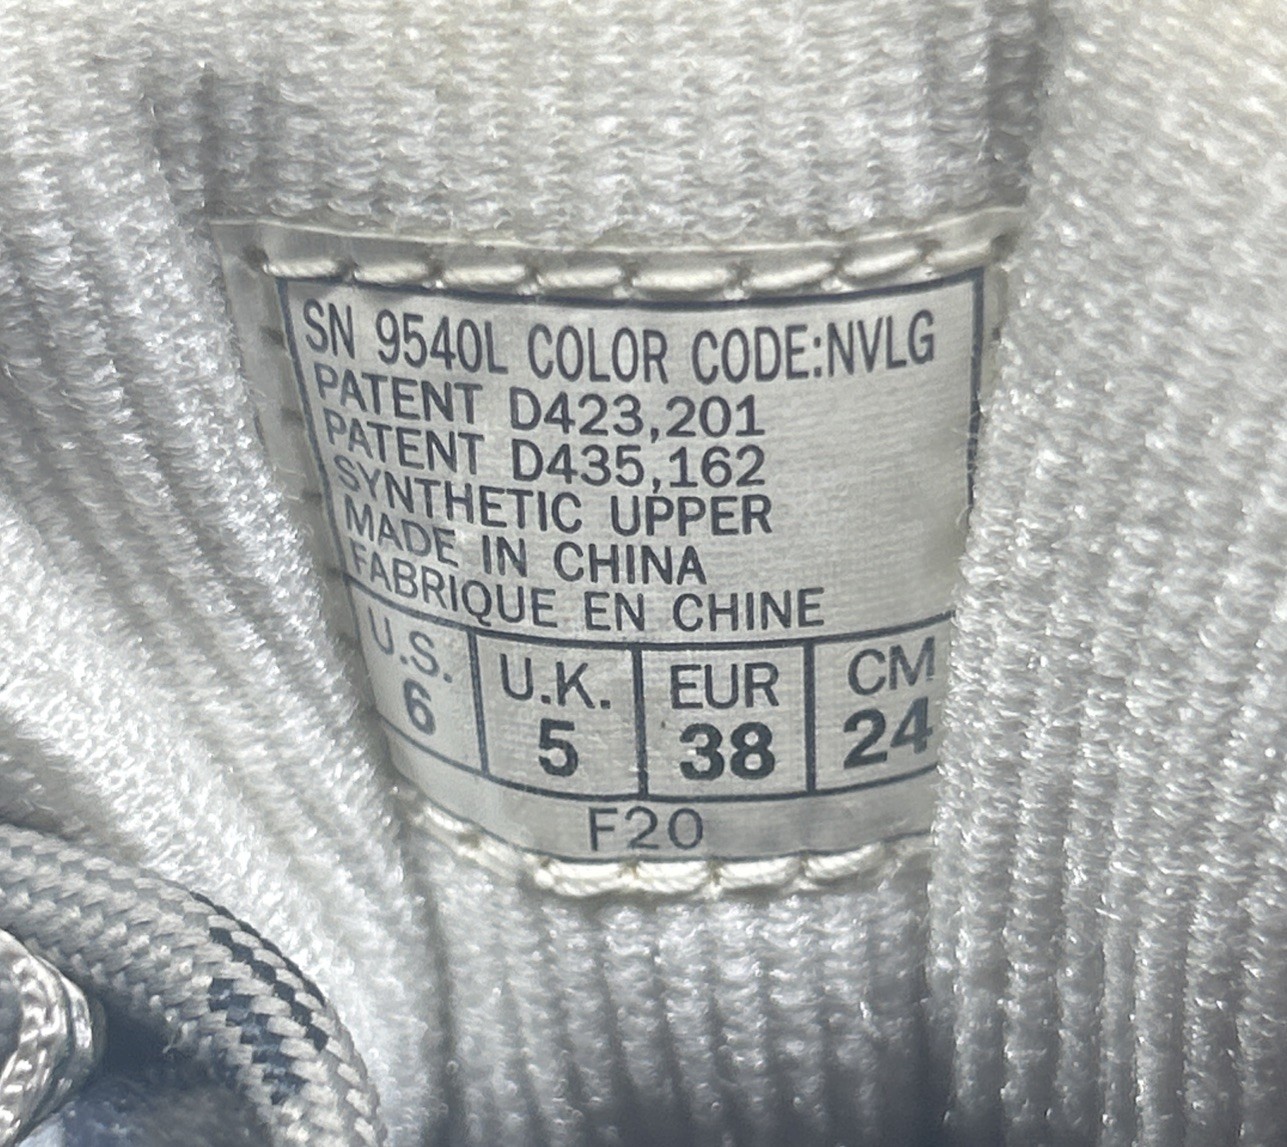 SN 9540L COLOR CODE:NVLG
PATENT D423,201
PATENT D435,162
SYNTHETIC UPPER
MADE IN CHINA
FABRIQUE EN CHINE
U.S. U.K. EUR CM
6 5 38 24
F20